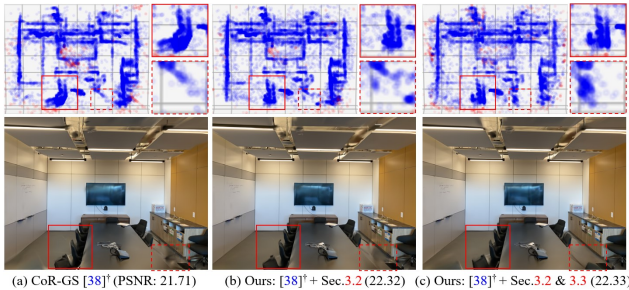 (a) CoR-GS [38]† (PSNR: 21.71)
(b) Ours: [38]† + Sec.3.2 (22.32)
(c) Ours: [38]† + Sec.3.2 & 3.3 (22.33)